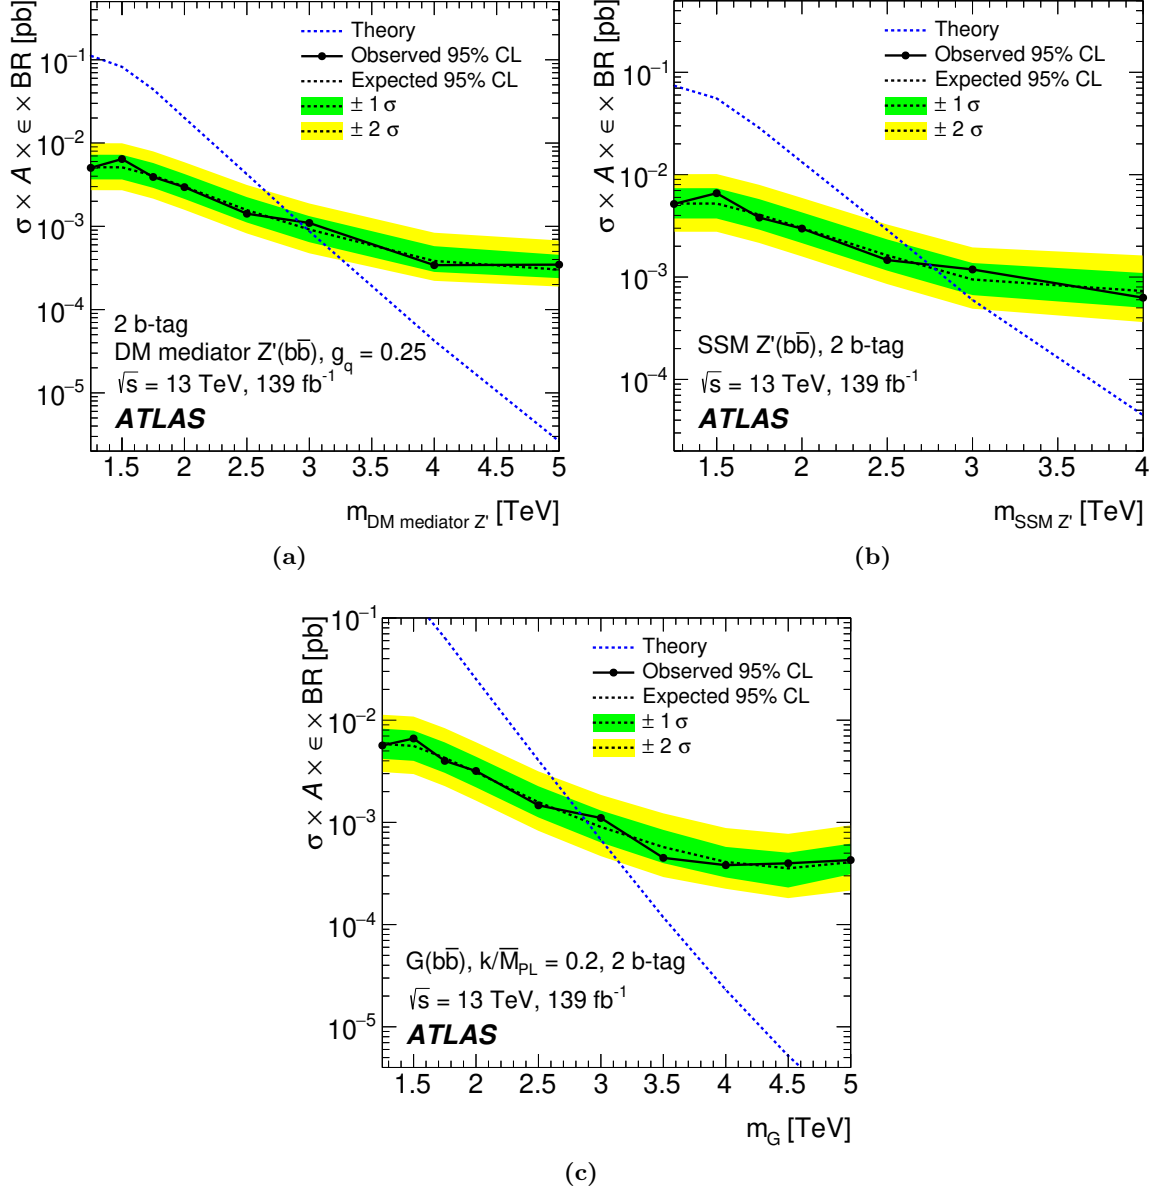 σ × A × ϵ × BR [pb]
10⁻¹
10⁻²
10⁻³
10⁻⁴
10⁻⁵
Theory
Observed 95% CL
Expected 95% CL
± 1 σ
± 2 σ
2 b-tag
DM mediator Z'(bb̅), g_q = 0.25
√s = 13 TeV, 139 fb⁻¹
ATLAS
1.5 2 2.5 3 3.5 4 4.5 5
m_DM mediator Z' [TeV]
(a)
σ × A × ϵ × BR [pb]
10⁻¹
10⁻²
10⁻³
10⁻⁴
Theory
Observed 95% CL
Expected 95% CL
± 1 σ
± 2 σ
SSM Z'(bb̅), 2 b-tag
√s = 13 TeV, 139 fb⁻¹
ATLAS
1.5 2 2.5 3 3.5 4
m_SSM Z' [TeV]
(b)
σ × A × ϵ × BR [pb]
10⁻¹
10⁻²
10⁻³
10⁻⁴
10⁻⁵
Theory
Observed 95% CL
Expected 95% CL
± 1 σ
± 2 σ
G(bb̅), k/M̅_PL = 0.2, 2 b-tag
√s = 13 TeV, 139 fb⁻¹
ATLAS
1.5 2 2.5 3 3.5 4 4.5 5
m_G [TeV]
(c)